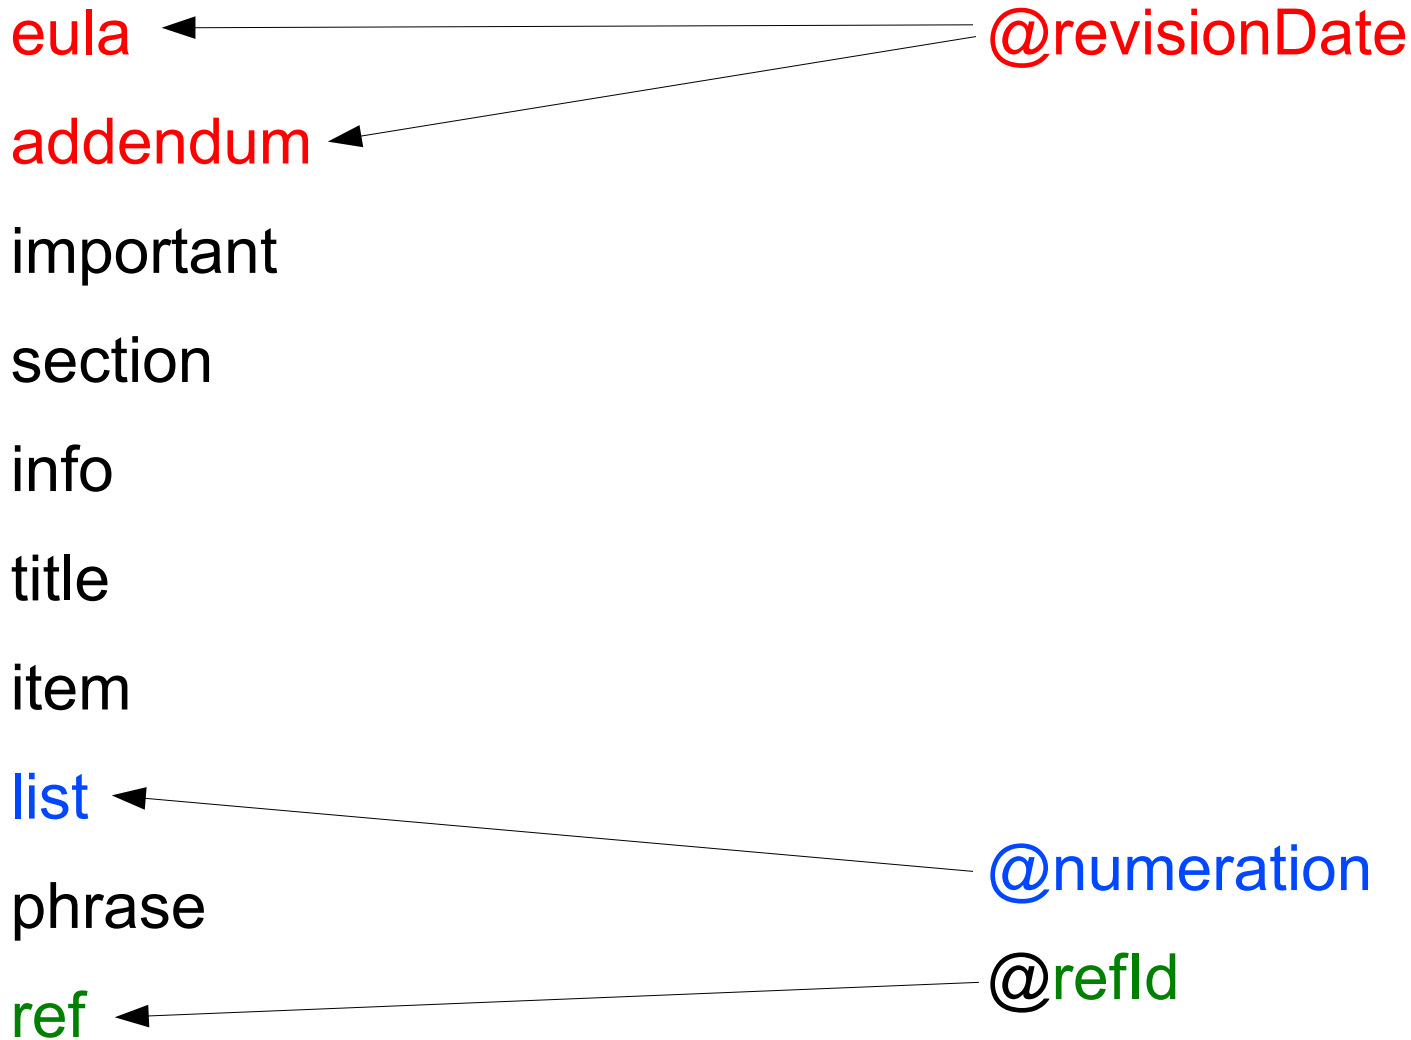 eula
@revisionDate
addendum
important
section
info
title
item
list
@numeration
phrase
@refId
ref